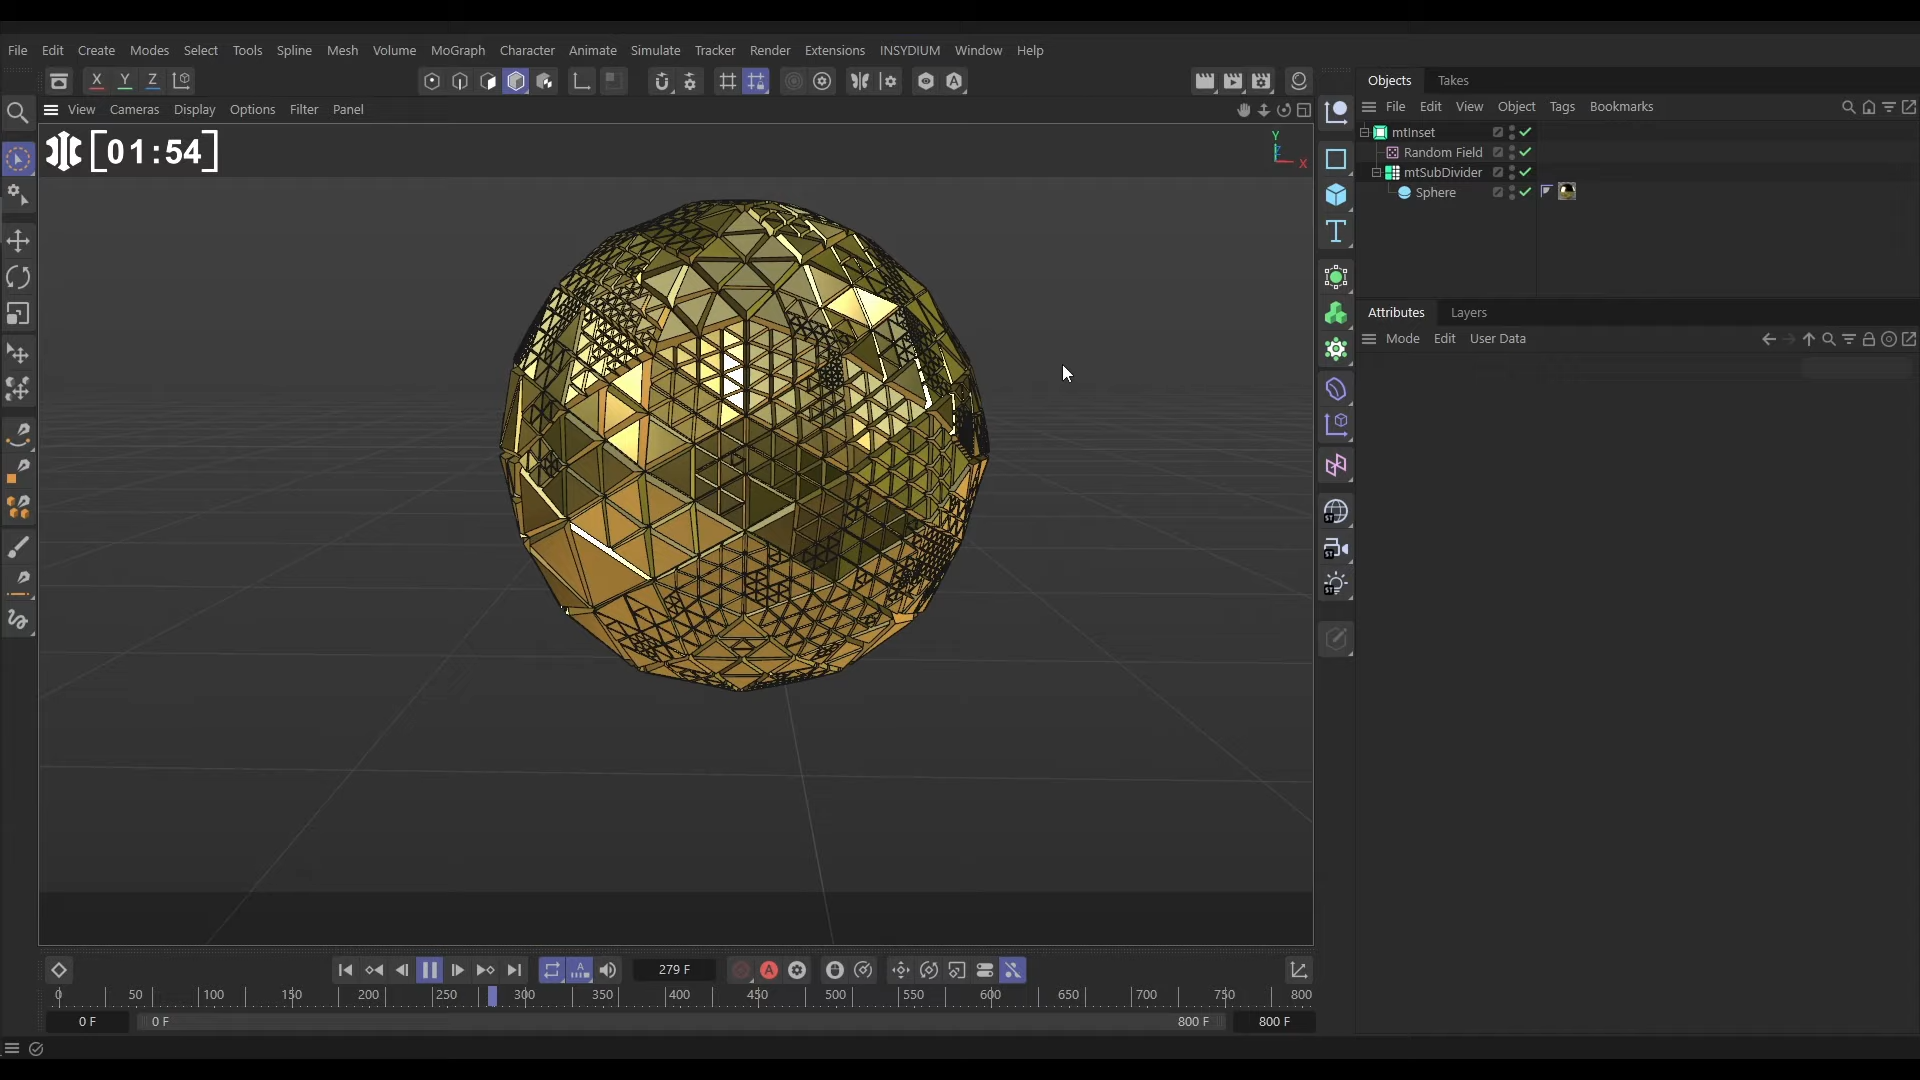 File Edit Create Modes Select Tools Spline Mesh Volume MoGraph Character Animate Simulate Tracker Render Extensions INSYDIUM Window Help
X Y Z
Objects Takes
View Cameras Display Options Filter Panel
File Edit View Object Tags Bookmarks
[01:54]
Y
Z
X
mtInset
Random Field
mtSubDivider
Sphere
Attributes Layers
Mode Edit User Data
279 F
0 50 100 150 200 250 300 350 400 450 500 550 600 650 700 750 800
0 F 0 F 800 F 800 F